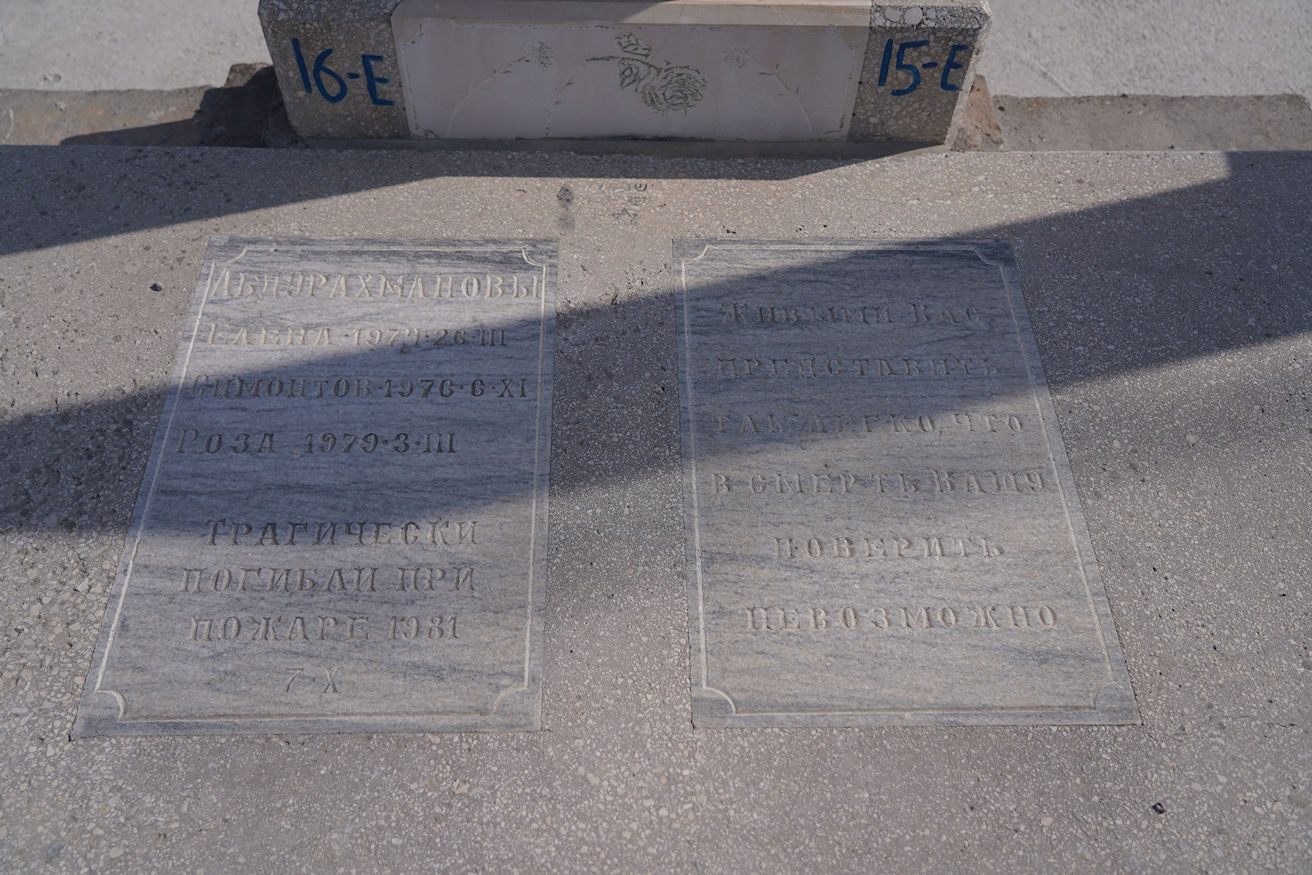 16-E
15-E
АБДУРАХМАНОВЫ
ЕЛЕНА·1974·26·III
СИМОНТОВ·1976·6·XI
РОЗА 1979·3·III
ТРАГИЧЕСКИ
ПОГИБЛИ ПРИ
ПОЖАРЕ 1981
7 X
ЖИВЫМИ ВАС
ПРЕДСТАВИТЬ
ТАК ЛЕГКО, ЧТО
В СМЕРТЬ ВАШУ
ПОВЕРИТЬ
НЕВОЗМОЖНО